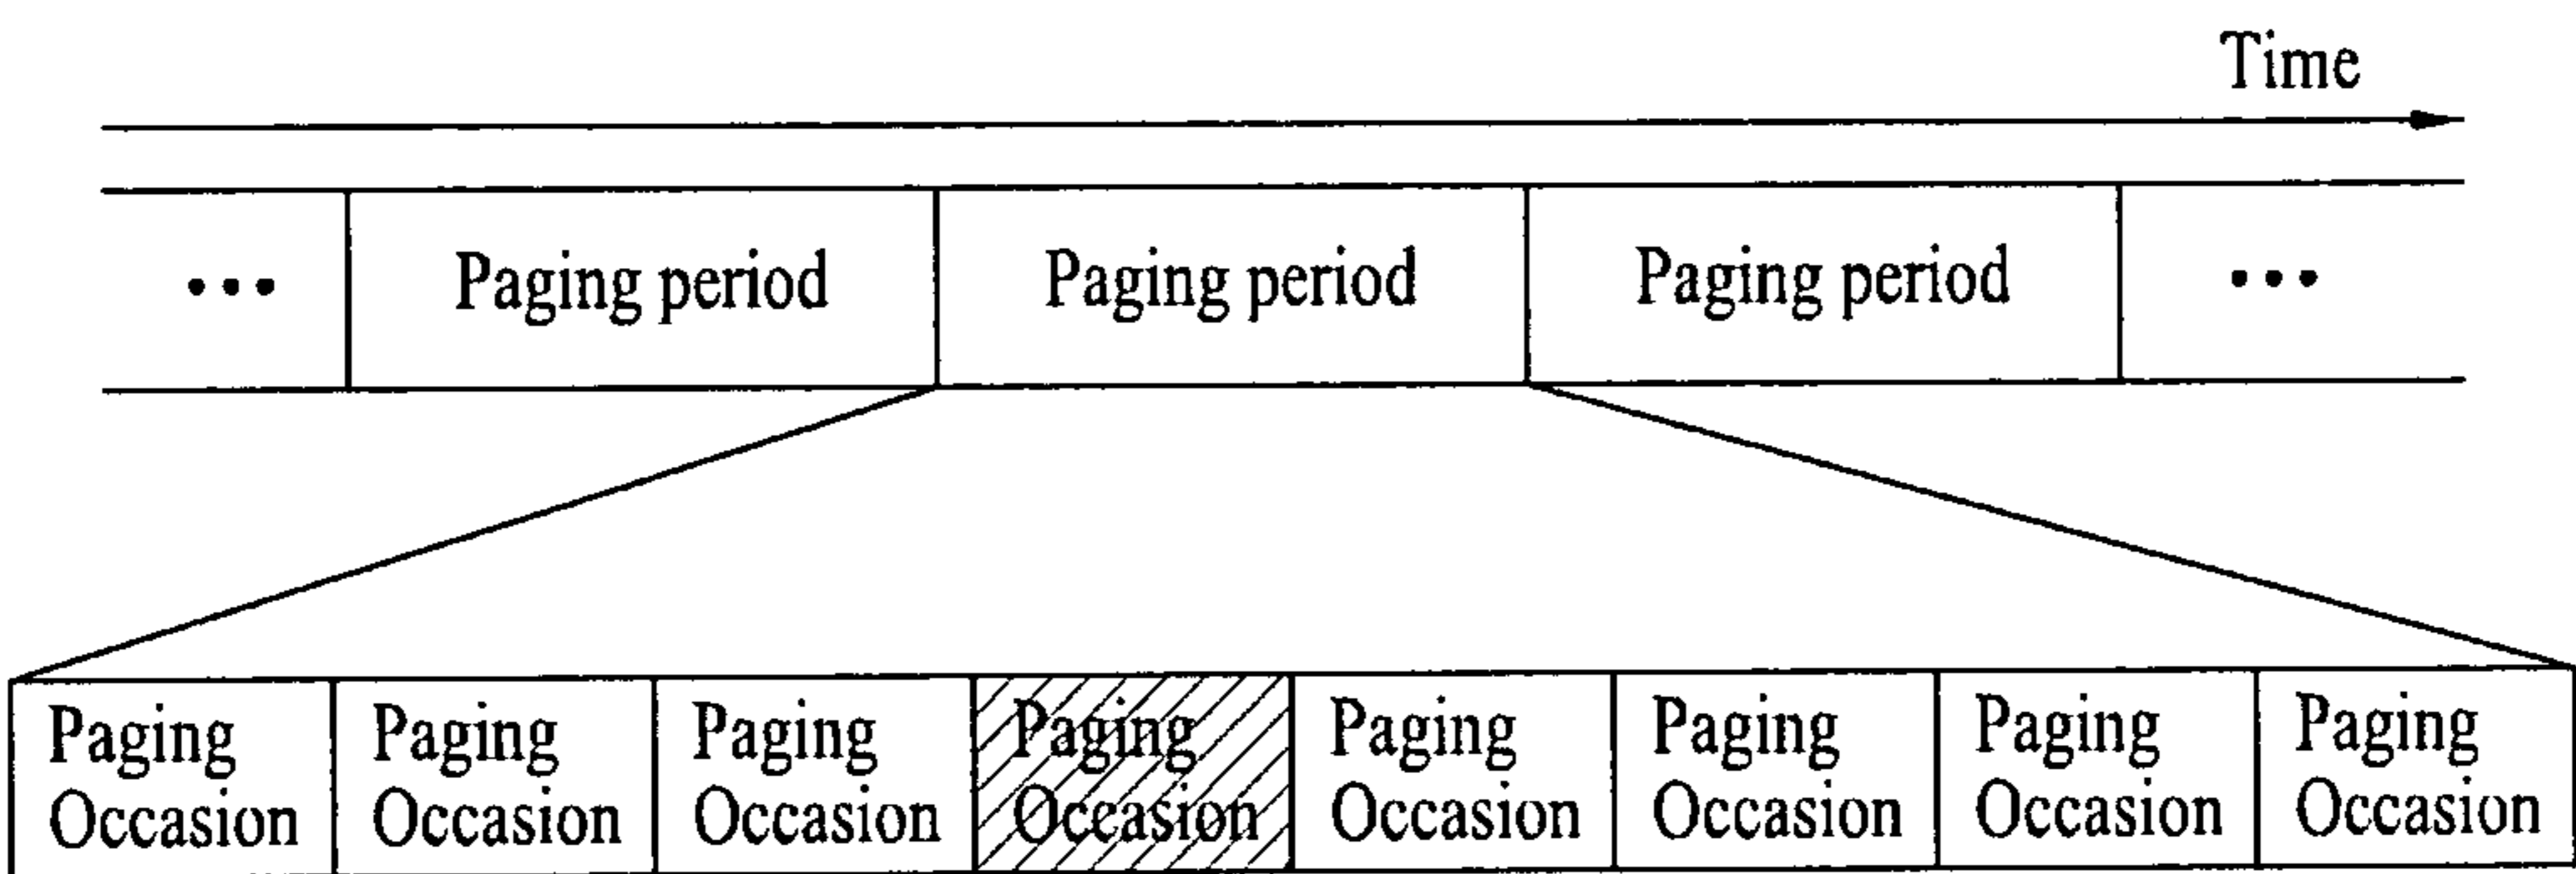 Time
••• Paging period Paging period Paging period •••
Paging Paging Paging Paging Paging Paging Paging Paging
Occasion Occasion Occasion Occasion Occasion Occasion Occasion Occasion